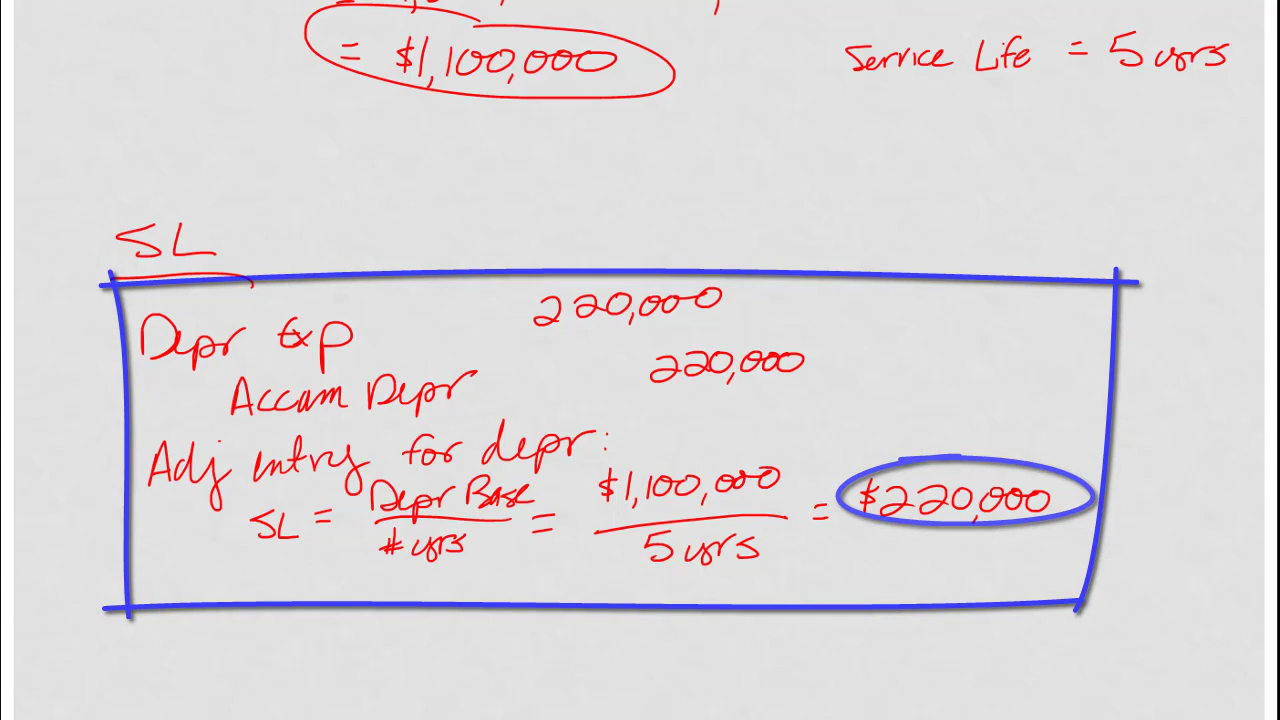 = $1,100,000
Service Life = 5 yrs
SL
Depr Exp 220,000
Accum Depr 220,000
Adj entry for depr:
SL = Depr Base / # yrs = $1,100,000 / 5 yrs = $220,000